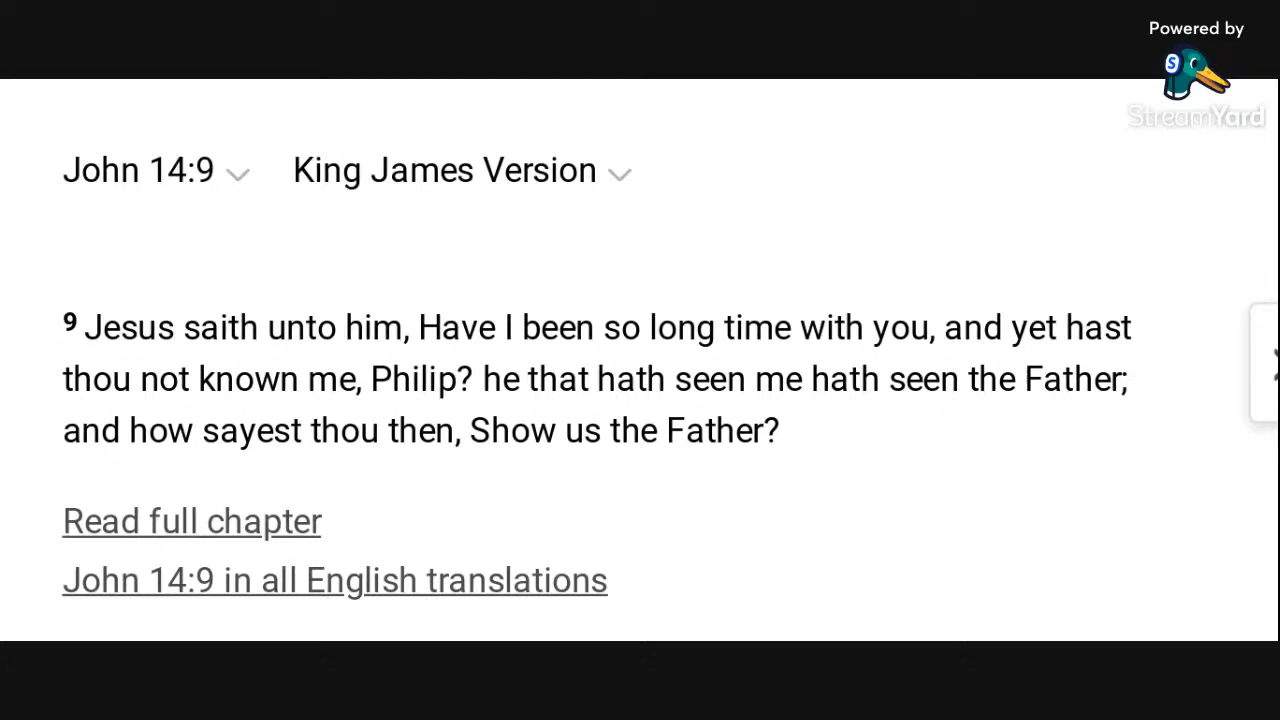 Powered by
S
StreamYard
John 14:9 King James Version
9 Jesus saith unto him, Have I been so long time with you, and yet hast
thou not known me, Philip? he that hath seen me hath seen the Father;
and how sayest thou then, Show us the Father?
Read full chapter
John 14:9 in all English translations